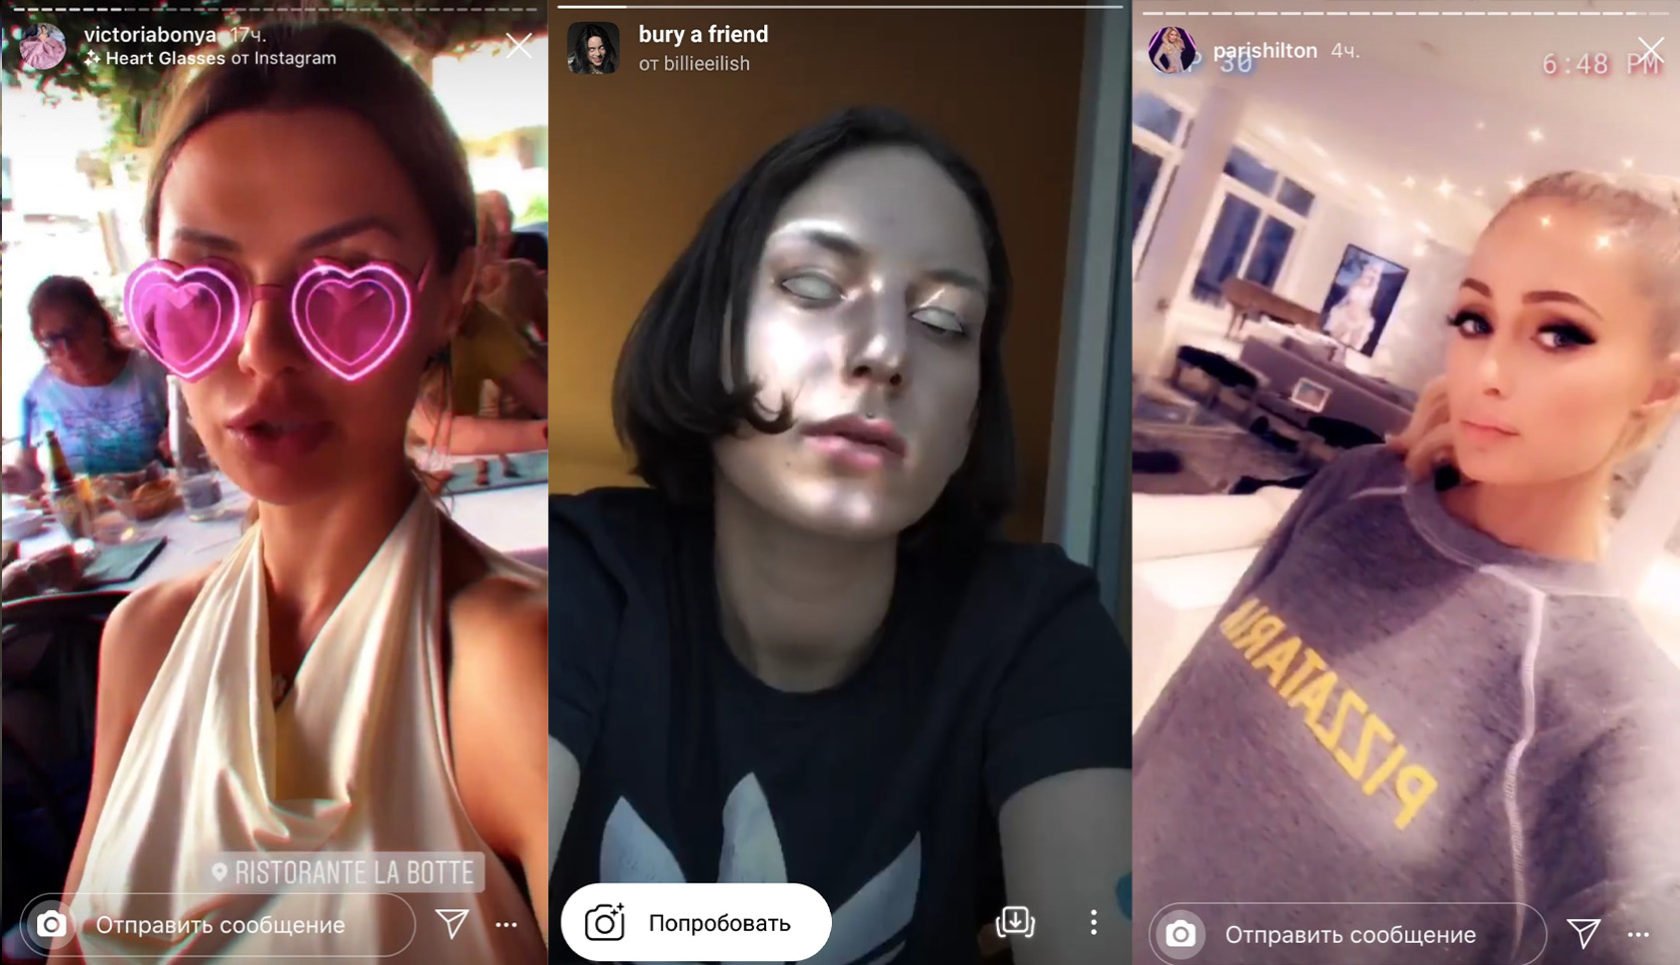 victoriabonya 17ч.
Heart Glasses от Instagram
RISTORANTE LA BOTTE
Отправить сообщение
bury a friend
от billieeilish
Попробовать
parishilton 4ч.
P 30
6:48 PM
PIZZATARIAN
Отправить сообщение